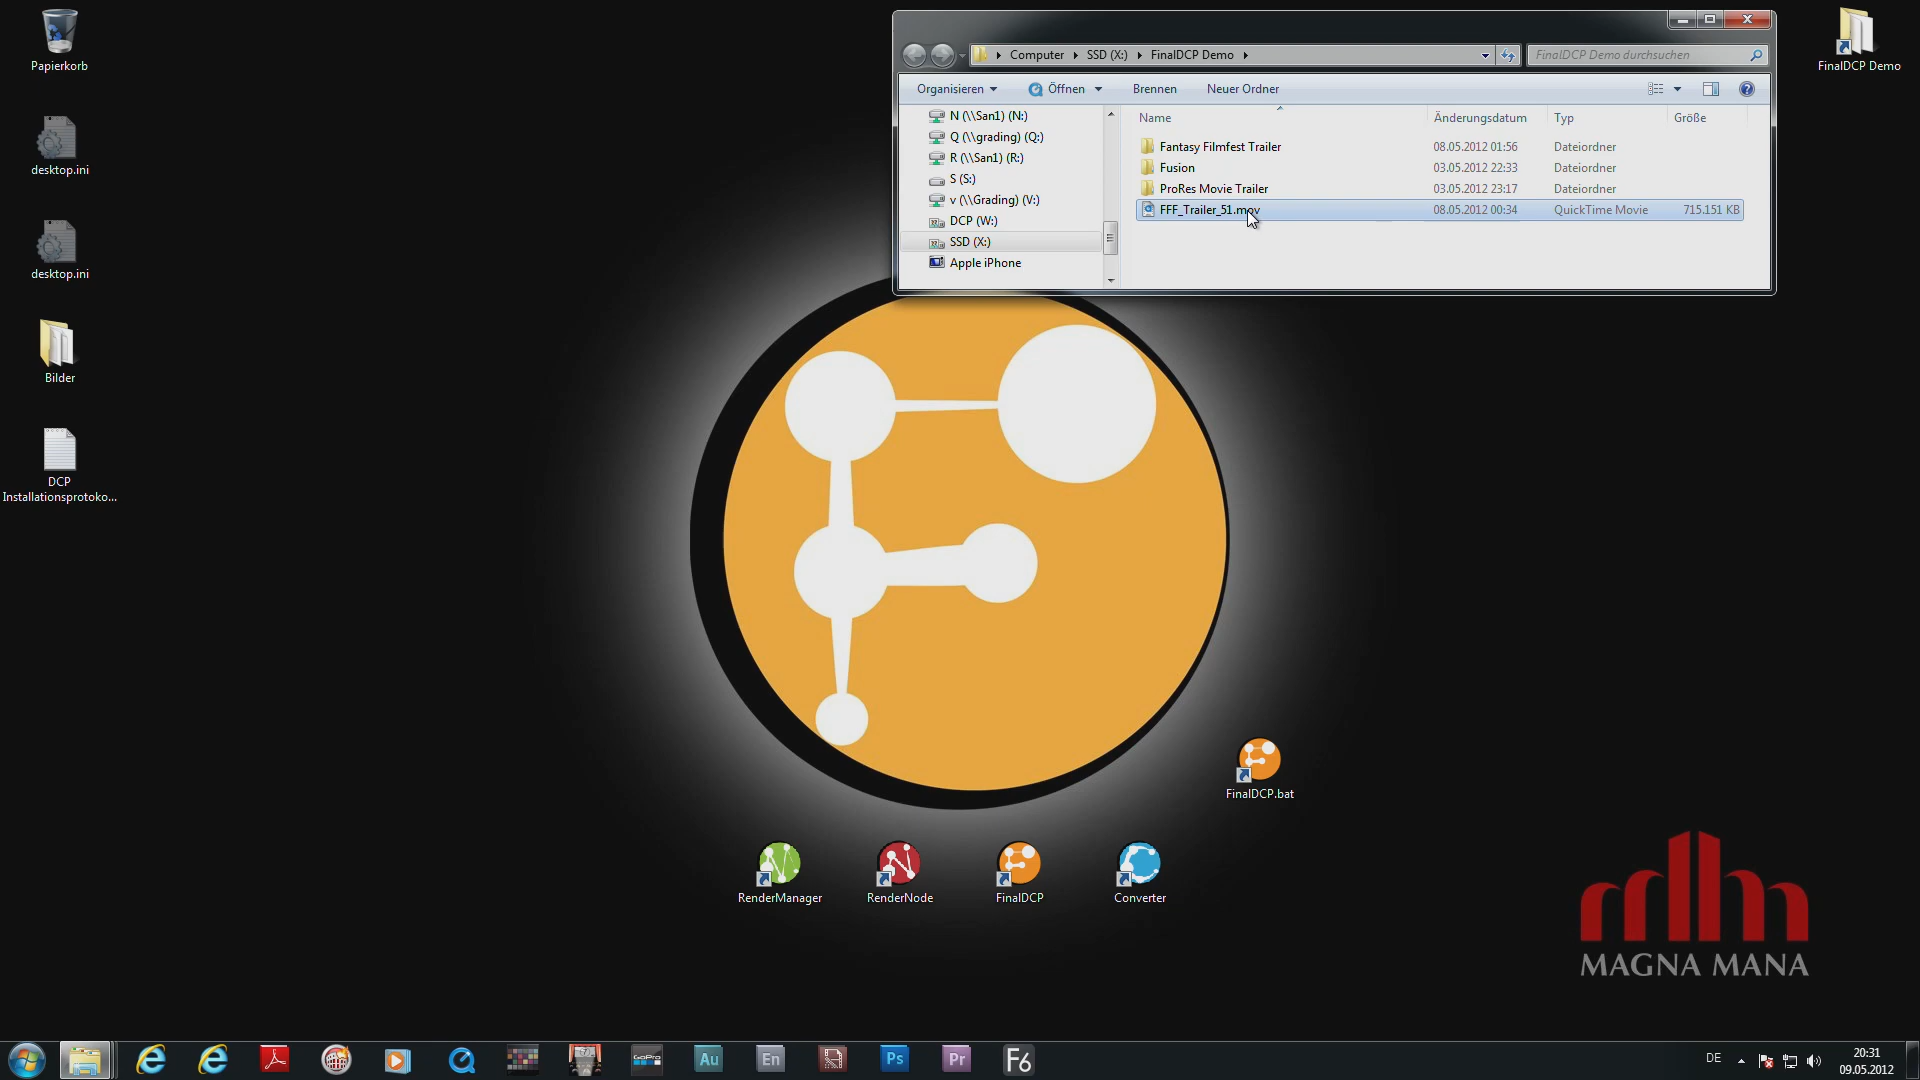 Papierkorb
desktop.ini
desktop.ini
Bilder
DCP
Installationsprotoko...
Computer SSD (X:) FinalDCP Demo
FinalDCP Demo durchsuchen
Organisieren Öffnen Brennen Neuer Ordner
N (\\San1) (N:)
Q (\\grading) (Q:)
R (\\San1) (R:)
S (S:)
v (\\Grading) (V:)
DCP (W:)
SSD (X:)
Apple iPhone
Name Änderungsdatum Typ Größe
Fantasy Filmfest Trailer 08.05.2012 01:56 Dateiordner
Fusion 03.05.2012 22:33 Dateiordner
ProRes Movie Trailer 03.05.2012 23:17 Dateiordner
FFF_Trailer_51.mov 08.05.2012 00:34 QuickTime Movie 715.151 KB
FinalDCP Demo
FinalDCP.bat
RenderManager
RenderNode
FinalDCP
Converter
MAGNA MANA
GoPro
Au
En
Ps
Pr
F6
DE
20:31
09.05.2012